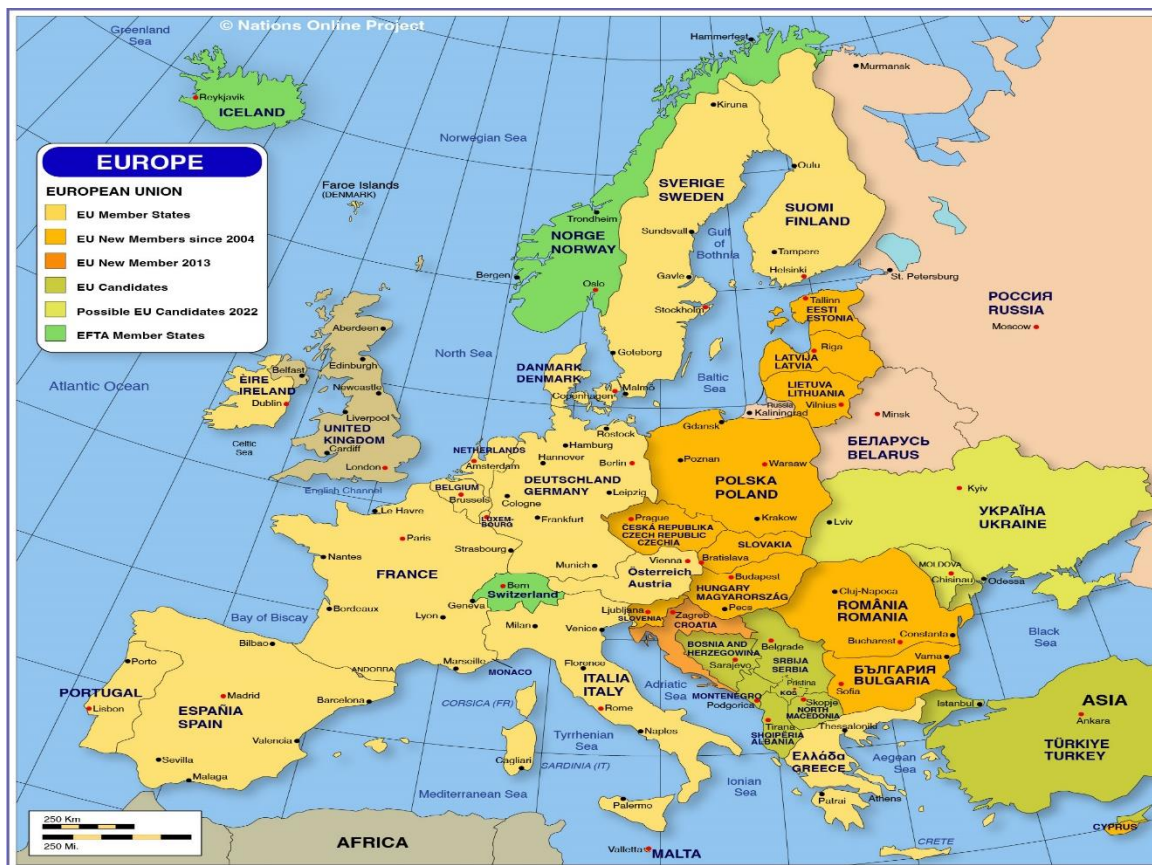 © Nations Online Project
Greenland
Sea
Hammerfest
Murmansk
Reykjavik
ICELAND
Kiruna
Norwegian Sea
EUROPE
EUROPEAN UNION
EU Member States
EU New Members since 2004
EU New Member 2013
EU Candidates
Possible EU Candidates 2022
EFTA Member States
Faroe Islands
(DENMARK)
Oulu
SVERIGE
SWEDEN
SUOMI
FINLAND
Trondheim
Sundsvall
Gulf
of
Bothnia
NORGE
NORWAY
Tampere
Bergen
Gavle
Helsinki
St. Petersburg
Oslo
Stockholm
Tallinn
EESTI
ESTONIA
РОССИЯ
RUSSIA
Moscow
Aberdeen
North Sea
Goteborg
Riga
LATVIJA
LATVIA
Atlantic Ocean
Edinburgh
Belfast
ÈIRE
IRELAND
Dublin
Newcastle
DANMARK
DENMARK
Copenhagen
Malmö
Baltic
Sea
LIETUVA
LITHUANIA
Vilnius
Russia
Kaliningrad
Minsk
Liverpool
UNITED
KINGDOM
Cardiff
London
Celtic
Sea
Gdansk
БЕЛАРУСЬ
BELARUS
Rostock
Hamburg
NETHERLANDS
Amsterdam
Hannover
Berlin
Poznan
Warsaw
POLSKA
POLAND
English Channel
BELGIUM
Brussels
DEUTSCHLAND
GERMANY
Leipzig
Cologne
Kyiv
УКРАÏНА
UKRAINE
Le Havre
LUXEM-
BOURG
Frankfurt
Prague
ČESKÁ REPUBLIKA
CZECH REPUBLIC
CZECHIA
Krakow
Lviv
Paris
Strasbourg
SLOVAKIA
Nantes
Munich
Vienna
Bratislava
Österreich
Austria
Budapest
HUNGARY
MAGYARORSZÁG
MOLDOVA
Chisinau
Odessa
FRANCE
Bern
Switzerland
Geneva
Cluj-Napoca
ROMÂNIA
ROMANIA
Bordeaux
Lyon
Ljubljana
SLOVENIA
Pecs
Zagreb
CROATIA
Bay of Biscay
Milan
Venice
Bucharest
Constanta
Black
Sea
Bilbao
BOSNIA AND
HERZEGOWINA
Sarajevo
Belgrade
SRBIJA
SERBIA
Varna
Porto
ANDONNA
Marseille
MONACO
Florence
ITALIA
ITALY
Adriatic
Sea
Pristina
KOS
БЪЛГАРИЯ
BULGARIA
Sofia
PORTUGAL
Lisbon
Madrid
ESPAÑIA
SPAIN
Barcelona
CORSICA (FR)
Rome
MONTENEGRO
Podgorica
Skopje
NORTH
MACEDONIA
Istanbul
ASIA
Ankara
Tirana
SHQIPERIA
ALBANIA
Thessaloniki
Valencia
Tyrrhenian
Sea
Naples
TÜRKIYE
TURKEY
Ελλάδα
GREECE
Aegean
Sea
Sevilla
Malaga
Cagliari
SARDINIA (IT)
Ionian
Sea
Mediterranean Sea
Palermo
Patrai
Athens
250 Km
250 Mi.
AFRICA
Valletta
MALTA
CRETE
CYPRUS